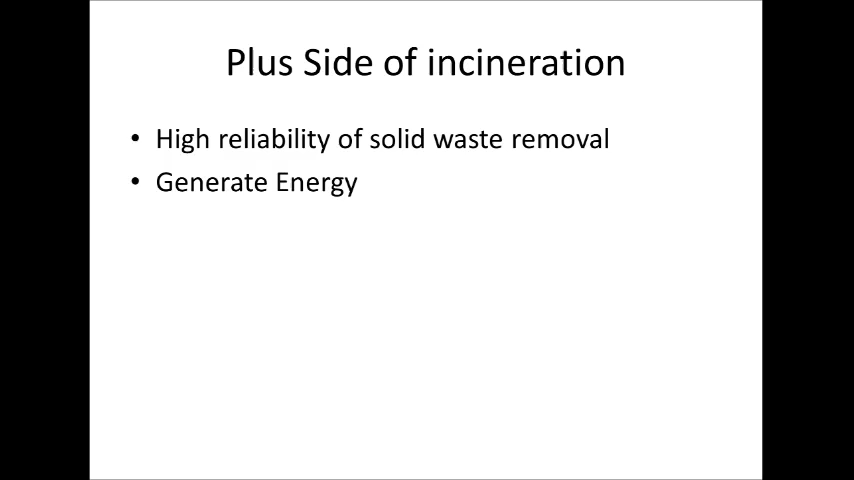 Plus Side of incineration
• High reliability of solid waste removal
• Generate Energy